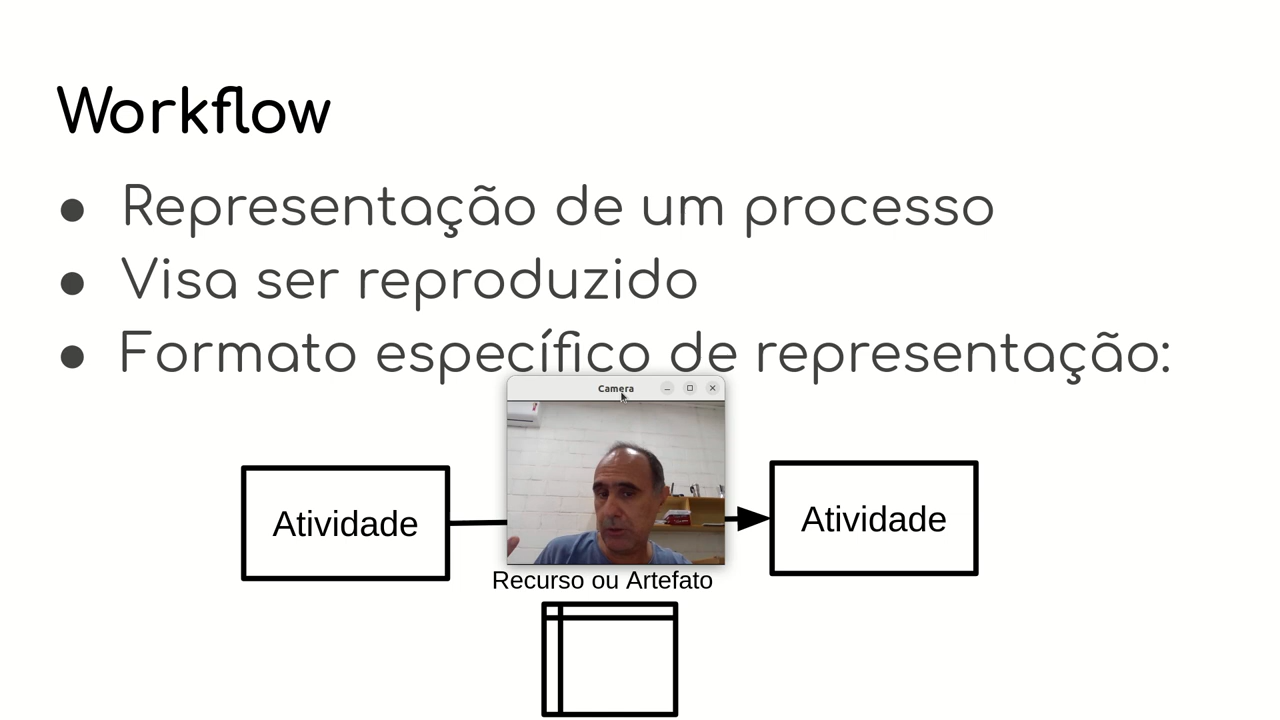 Workflow
● Representação de um processo
● Visa ser reproduzido
● Formato específico de representação:
Camera
Atividade
Atividade
Recurso ou Artefato